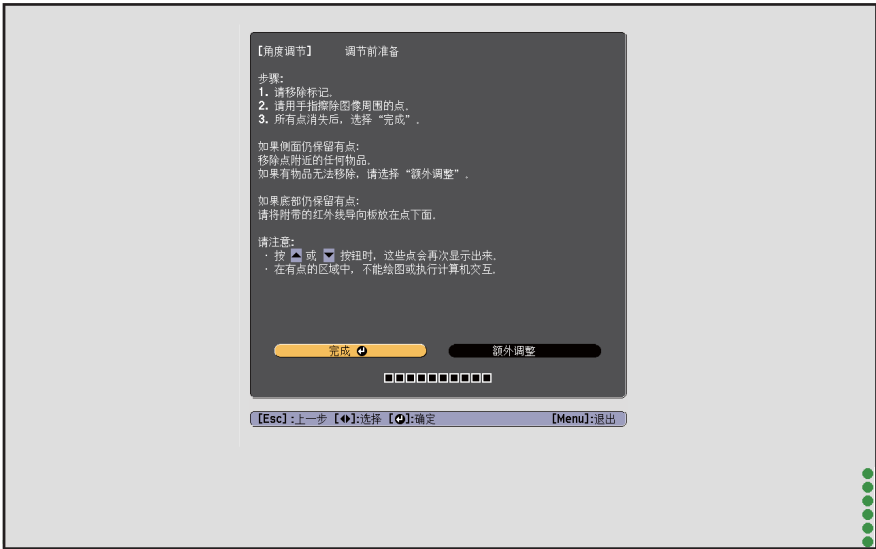 【角度调节】 调节前准备
步骤:
1. 请移除标记.
2. 请用手指擦除图像周围的点.
3. 所有点消失后, 选择 “完成” .
如果侧面仍保留有点:
移除点附近的任何物品.
如果有物品无法移除, 请选择 “额外调整” .
如果底部仍保留有点:
请将附带的红外线导向板放在点下面.
请注意:
· 按 ▲ 或 ▼ 按钮时, 这些点会再次显示出来.
· 在有点的区域中, 不能绘图或执行计算机交互.
完成 额外调整
[Esc] :上一步 [◆]:选择 [↵]:确定 [Menu]:退出